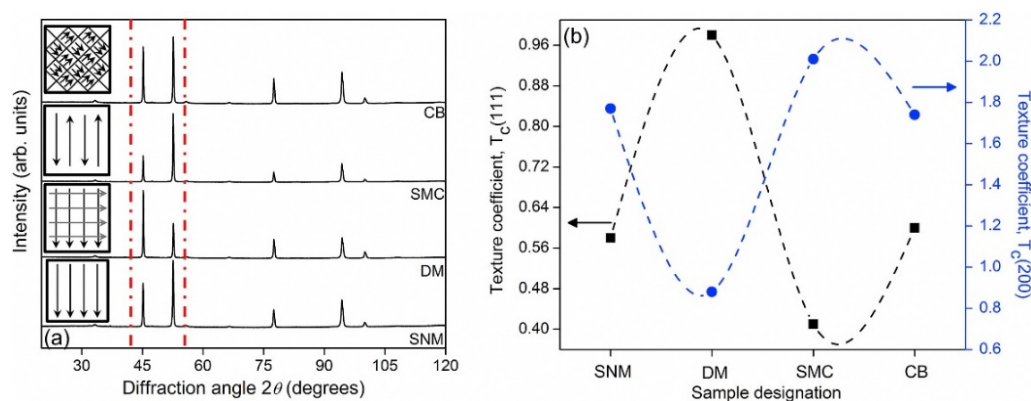 Intensity (arb. units)
CB
SMC
DM
SNM
(a)
30 45 60 75 90 105 120
Diffraction angle 2θ (degrees)
(b)
Texture coefficient, T_C(111)
0.96
0.88
0.80
0.72
0.64
0.56
0.48
0.40
2.2
2.0
1.8
1.6
1.4
1.2
1.0
0.8
0.6
Texture coefficient, T_C(200)
SNM DM SMC CB
Sample designation